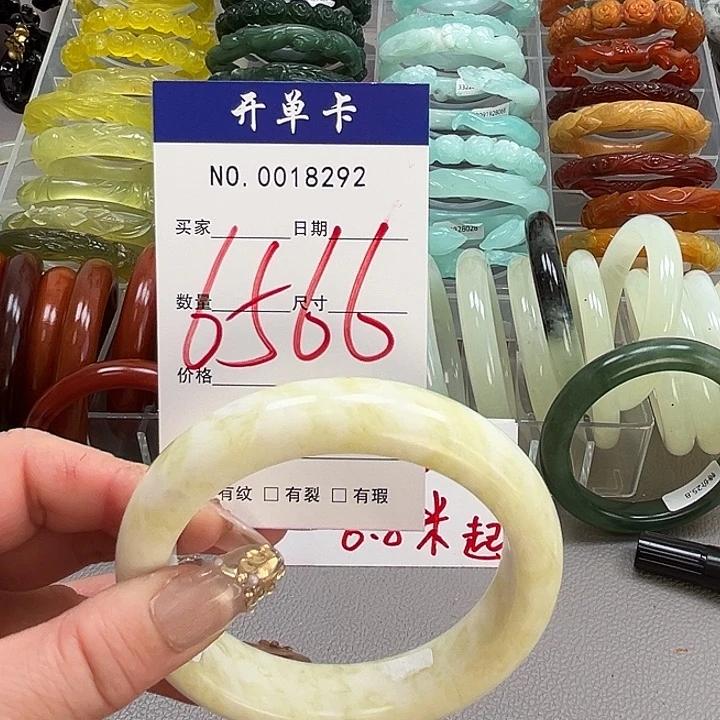 开单卡
NO.0018292
买家 日期
6566
数量 尺寸
价格
有纹 □ 有裂 □ 有瑕
米起